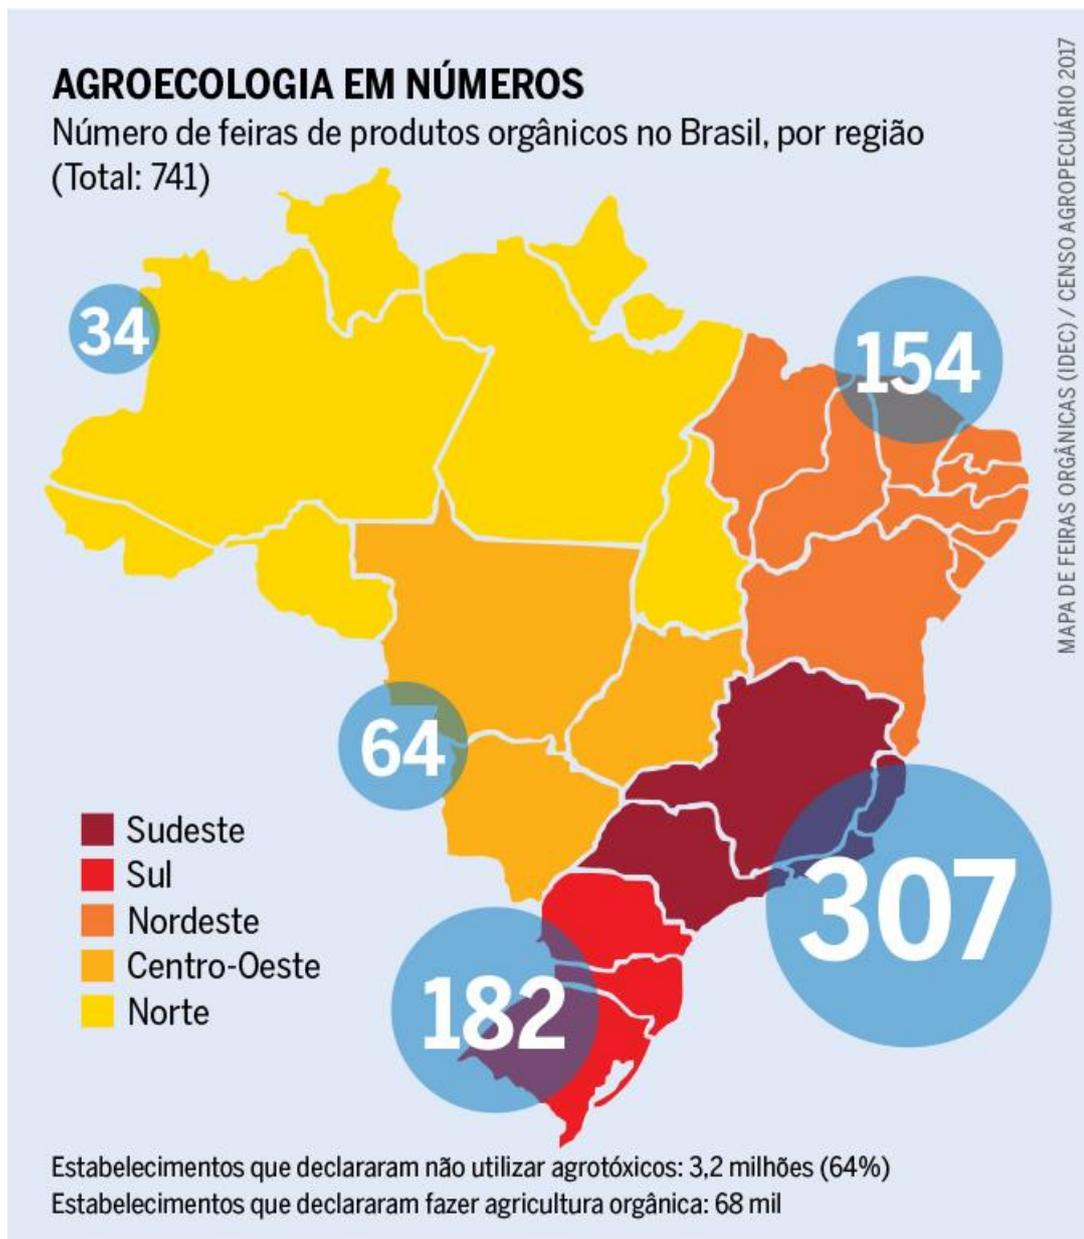 AGROECOLOGIA EM NÚMEROS
Número de feiras de produtos orgânicos no Brasil, por região
(Total: 741)
34
154
64
307
182
Sudeste
Sul
Nordeste
Centro-Oeste
Norte
Estabelecimentos que declararam não utilizar agrotóxicos: 3,2 milhões (64%)
Estabelecimentos que declararam fazer agricultura orgânica: 68 mil
MAPA DE FEIRAS ORGÂNICAS (IDEC) / CENSO AGROPECUÁRIO 2017